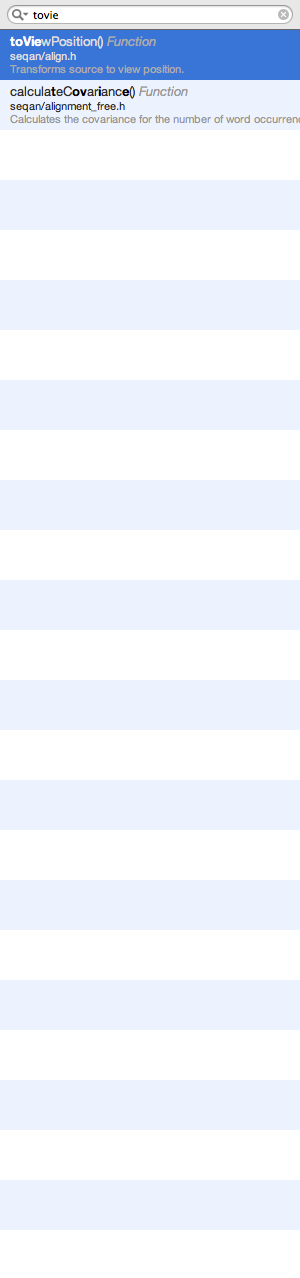 tovie
toViewPosition() Function
seqan/align.h
Transforms source to view position.
calculateCovariance() Function
seqan/alignment_free.h
Calculates the covariance for the number of word occurren